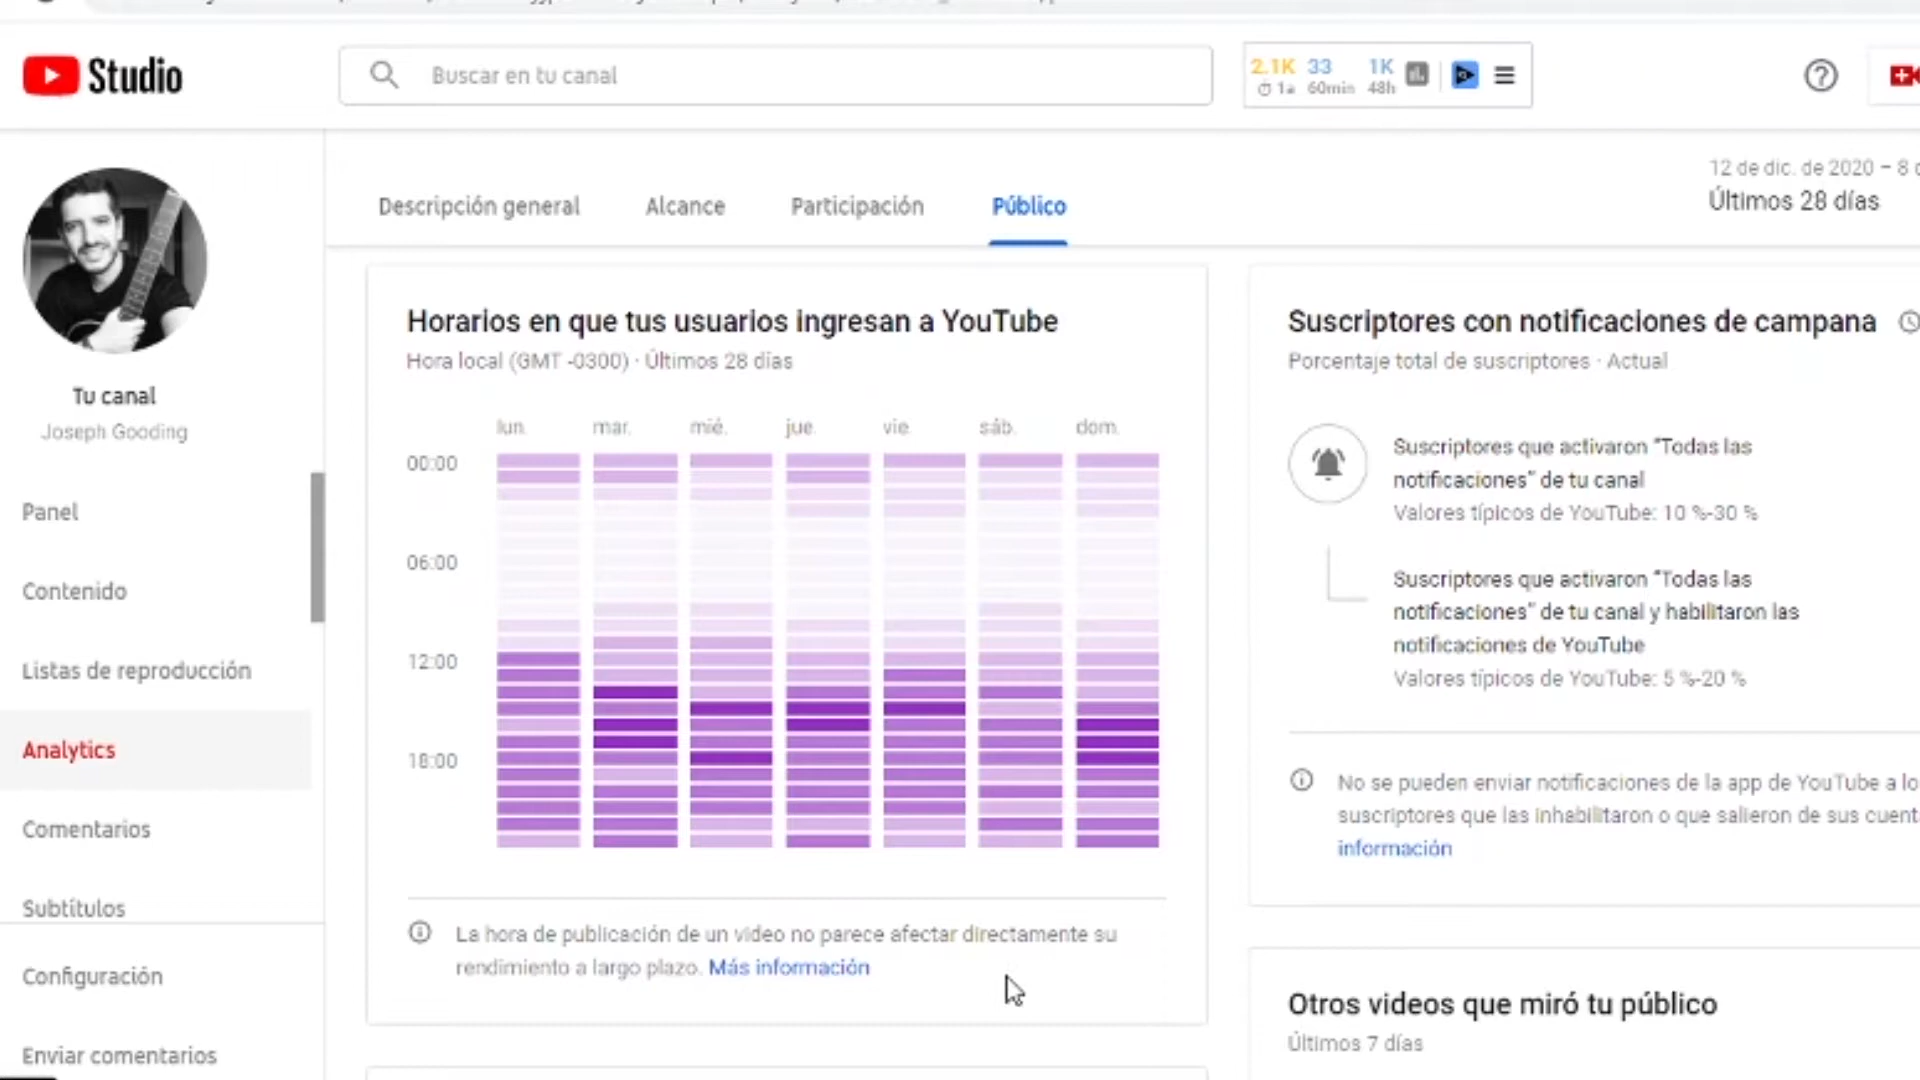 Studio
Buscar en tu canal
2.1K 33 1K
1a 60min 48h
12 de dic. de 2020 – 8
Últimos 28 días
Descripción general
Alcance
Participación
Público
Tu canal
Joseph Gooding
Panel
Contenido
Listas de reproducción
Analytics
Comentarios
Subtítulos
Configuración
Enviar comentarios
Horarios en que tus usuarios ingresan a YouTube
Hora local (GMT -0300) · Últimos 28 días
lun. mar. mié. jue. vie. sáb. dom.
00:00
06:00
12:00
18:00
La hora de publicación de un video no parece afectar directamente su
rendimiento a largo plazo. Más información
Suscriptores con notificaciones de campana
Porcentaje total de suscriptores · Actual
Suscriptores que activaron "Todas las
notificaciones" de tu canal
Valores típicos de YouTube: 10 %-30 %
Suscriptores que activaron "Todas las
notificaciones" de tu canal y habilitaron las
notificaciones de YouTube
Valores típicos de YouTube: 5 %-20 %
No se pueden enviar notificaciones de la app de YouTube a lo
suscriptores que las inhabilitaron o que salieron de sus cuent
información
Otros videos que miró tu público
Últimos 7 días